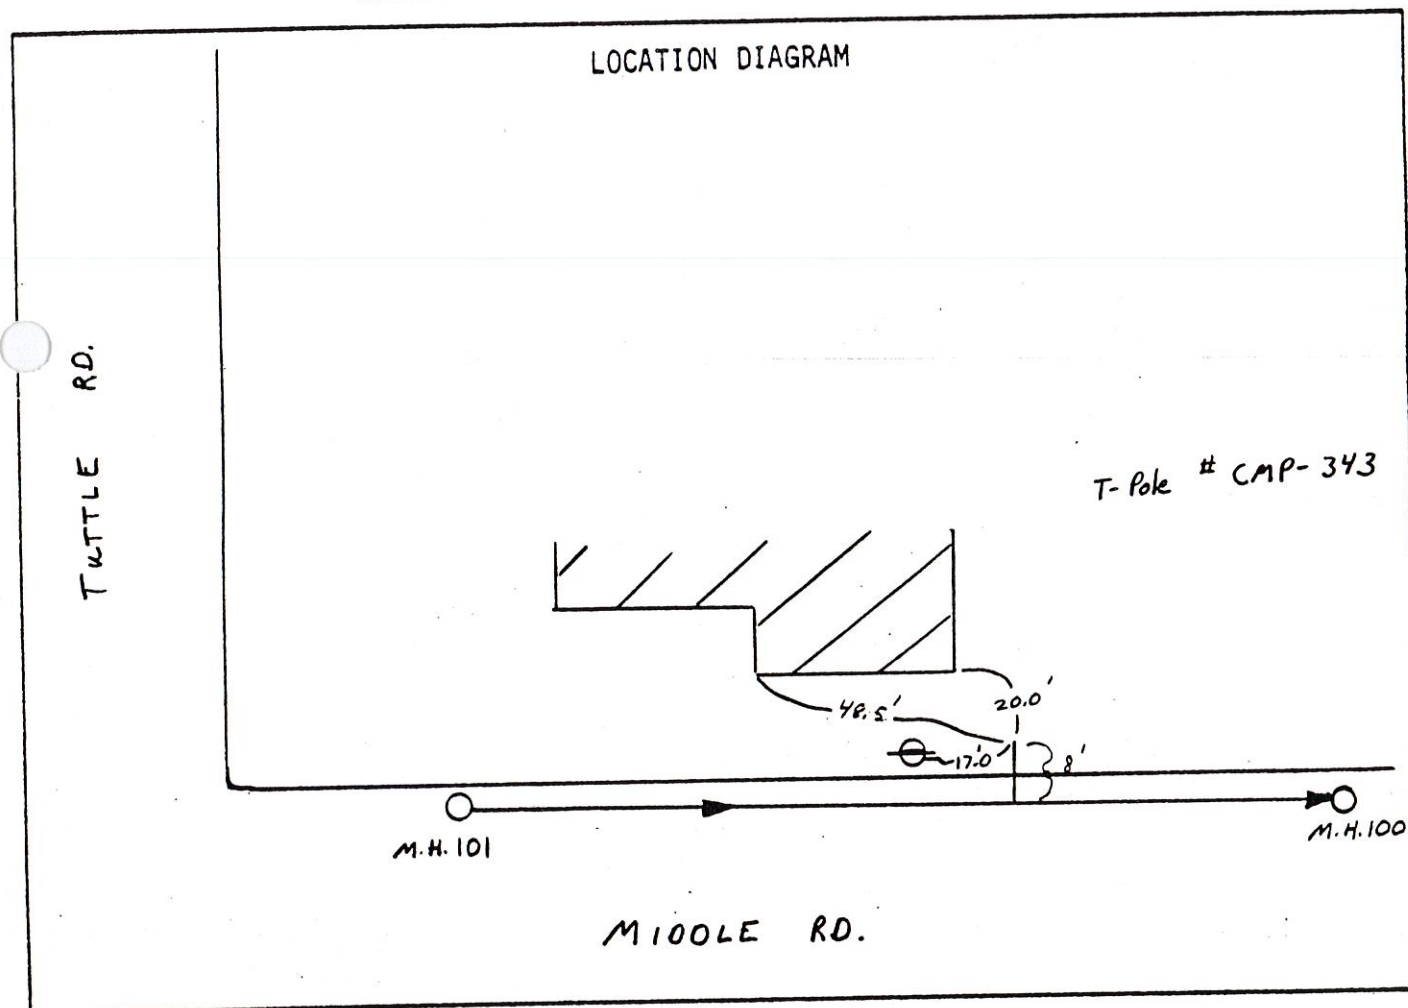 LOCATION DIAGRAM
TUTTLE RD.
T-Pole # CMP-343
48.5'
20.0'
17.0'
8'
M.H.101
M.H.100
MIDDLE RD.